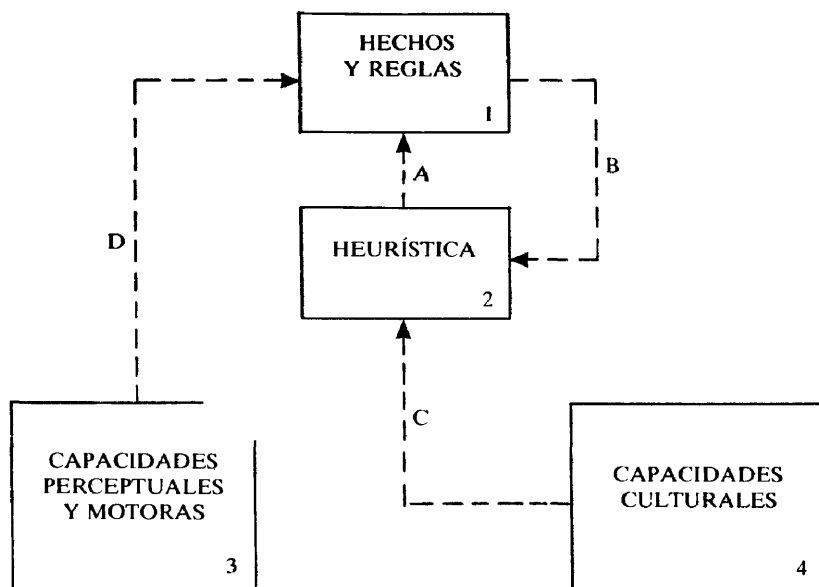 HECHOS
Y REGLAS
1
A
B
D
HEURÍSTICA
2
C
CAPACIDADES
PERCEPTUALES
Y MOTORAS
3
CAPACIDADES
CULTURALES
4